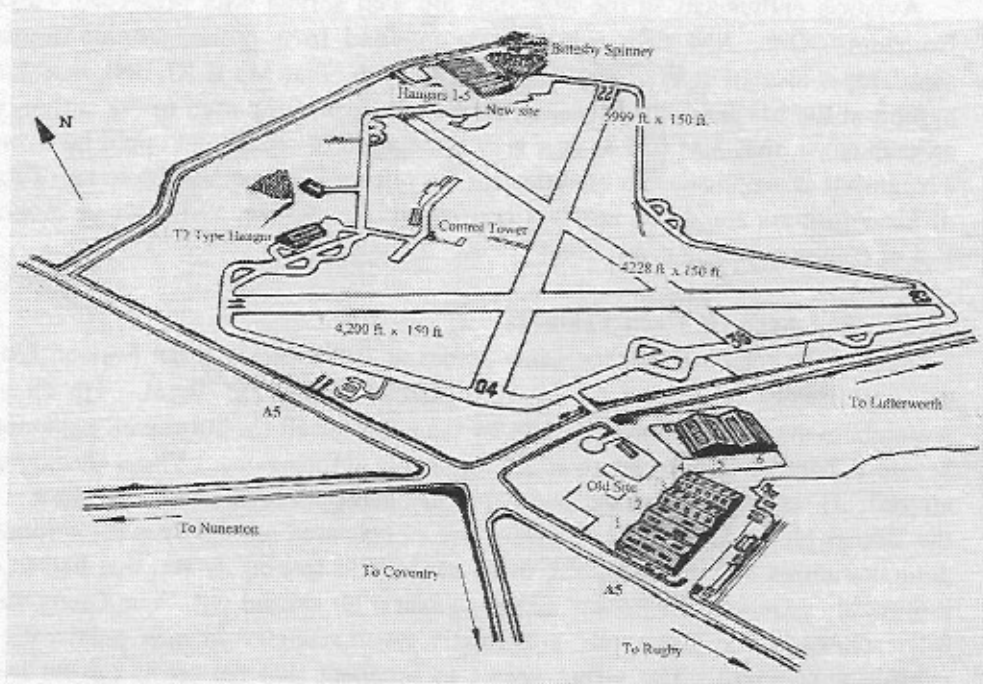 Bittesby Spinney
Hangars 1-5
New site
N
22
5999 ft. x 150 ft.
T2 Type Hangar
Control Tower
4228 ft x 150 ft.
4,200 ft. x 150 ft.
30
04
A5
To Lutterworth
4
5
6
3
Old Site
2
1
To Nuneaton
To Coventry
A5
To Rugby